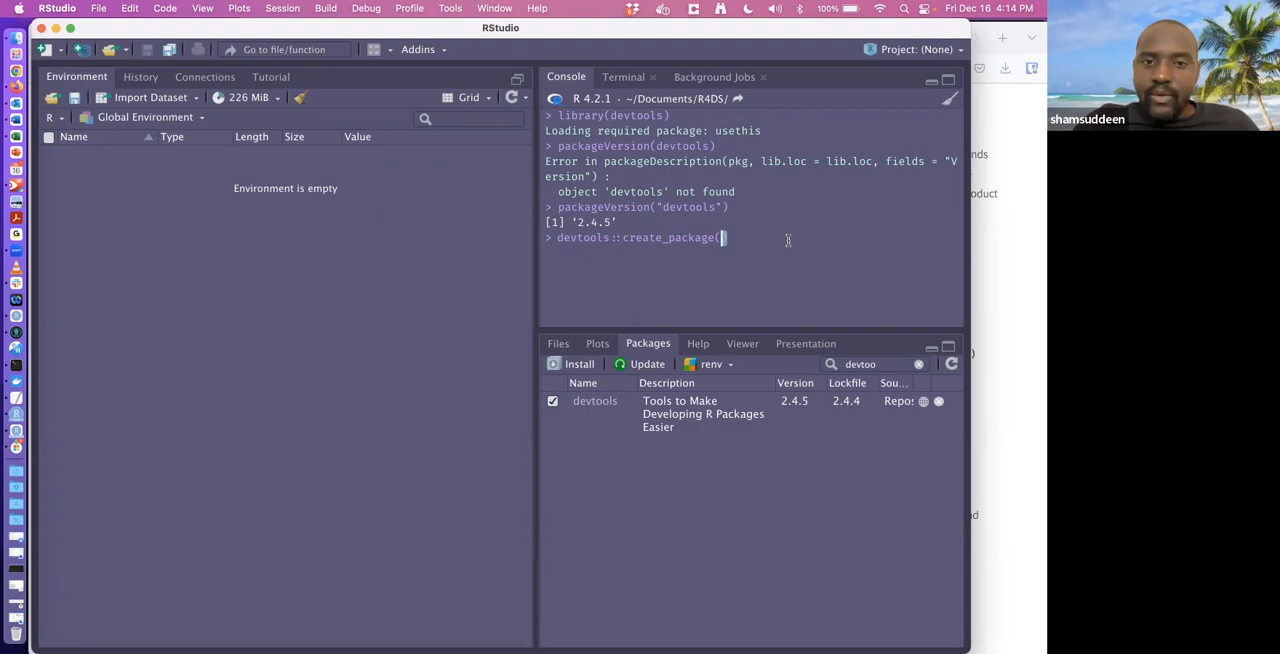 RStudio File Edit Code View Plots Session Build Debug Profile Tools Window Help 100% Fri Dec 16 4:14 PM
RStudio
Go to file/function Addins Project: (None)
Environment History Connections Tutorial
Import Dataset 226 MiB Grid
R Global Environment
Name Type Length Size Value
Environment is empty
Console Terminal Background Jobs
R 4.2.1 · ~/Documents/R4DS/
> library(devtools)
Loading required package: usethis
> packageVersion(devtools)
Error in packageDescription(pkg, lib.loc = lib.loc, fields = "V
ersion") :
object 'devtools' not found
> packageVersion("devtools")
[1] ‘2.4.5’
> devtools::create_package()
Files Plots Packages Help Viewer Presentation
Install Update renv devtoo
Name Description Version Lockfile Sou...
devtools Tools to Make 2.4.5 2.4.4 Repos
Developing R Packages
Easier
shamsuddeen
nds
oduct
)
nd